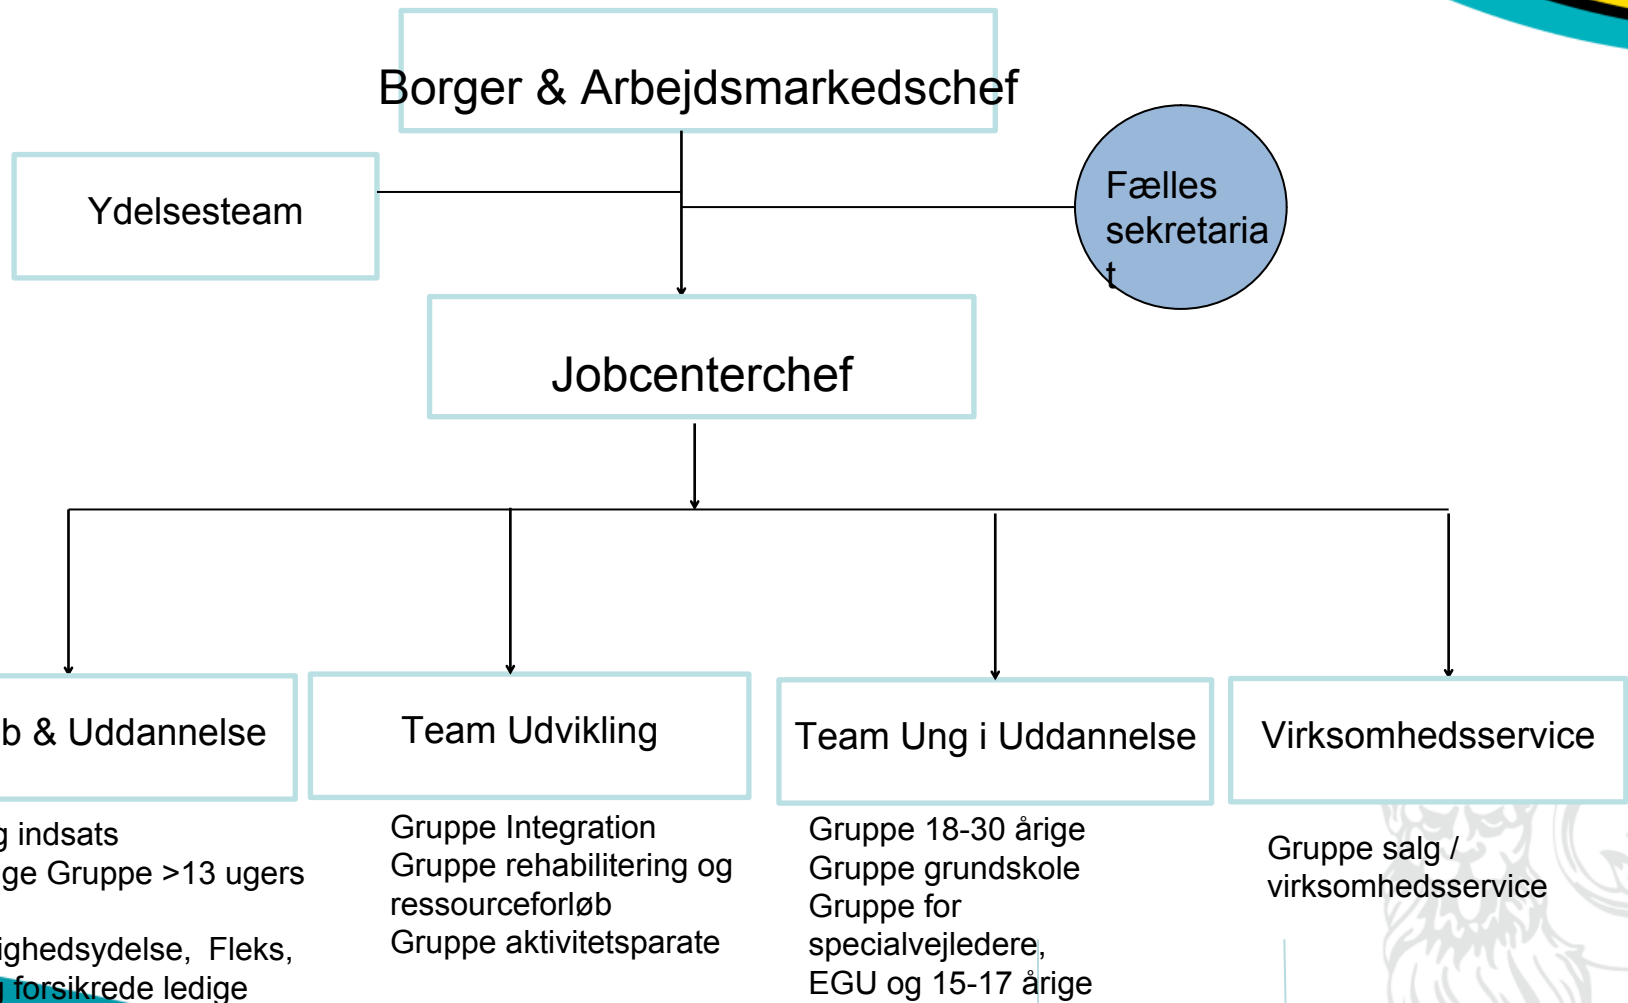 Borger & Arbejdsmarkedschef
Ydelsesteam
Fælles
sekretaria
t
Jobcenterchef
b & Uddannelse
g indsats
ge Gruppe >13 ugers
ighedsydelse, Fleks,
g forsikrede ledige
Team Udvikling
Gruppe Integration
Gruppe rehabilitering og
ressourceforløb
Gruppe aktivitetsparate
Team Ung i Uddannelse
Gruppe 18-30 årige
Gruppe grundskole
Gruppe for
specialvejledere,
EGU og 15-17 årige
Virksomhedsservice
Gruppe salg /
virksomhedsservice